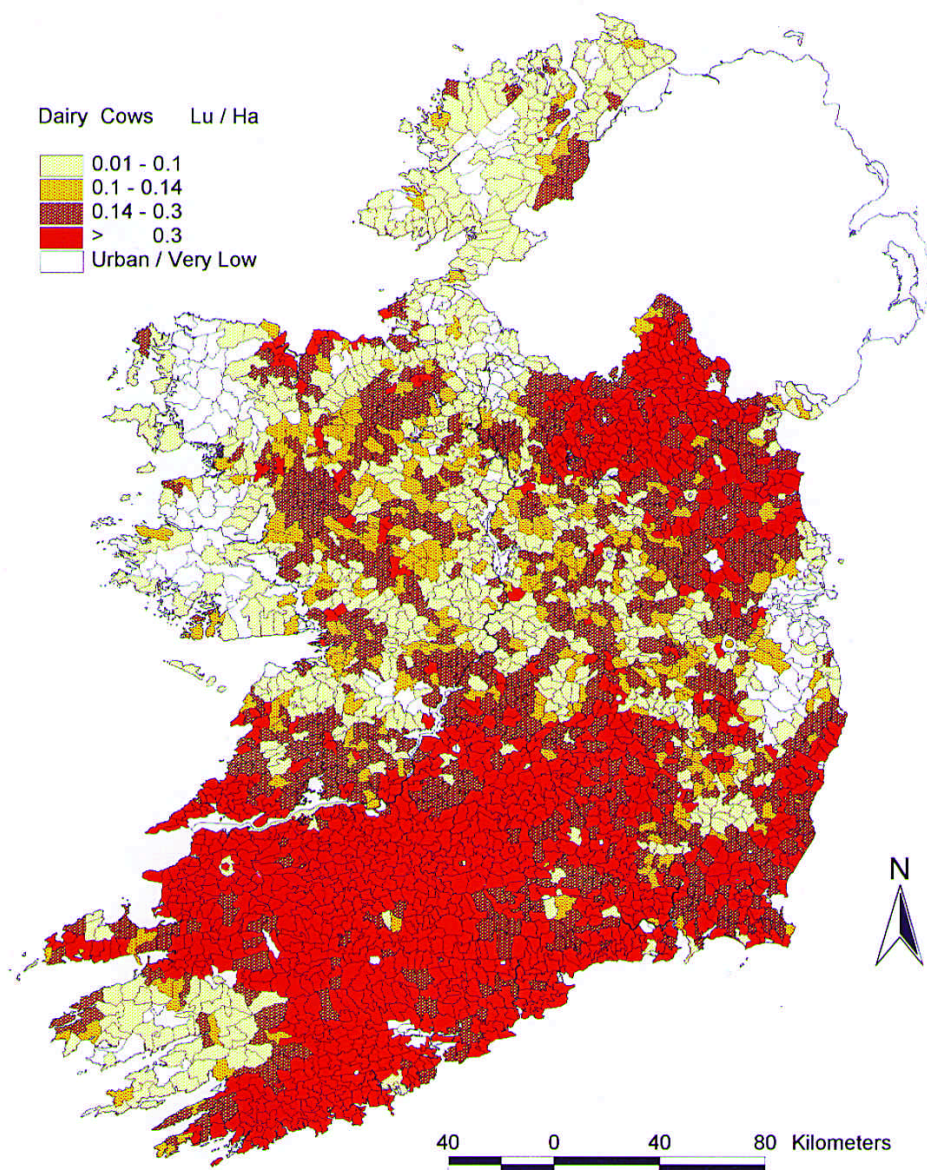 Dairy Cows Lu / Ha
0.01 - 0.1
0.1 - 0.14
0.14 - 0.3
> 0.3
Urban / Very Low
N
40 0 40 80 Kilometers